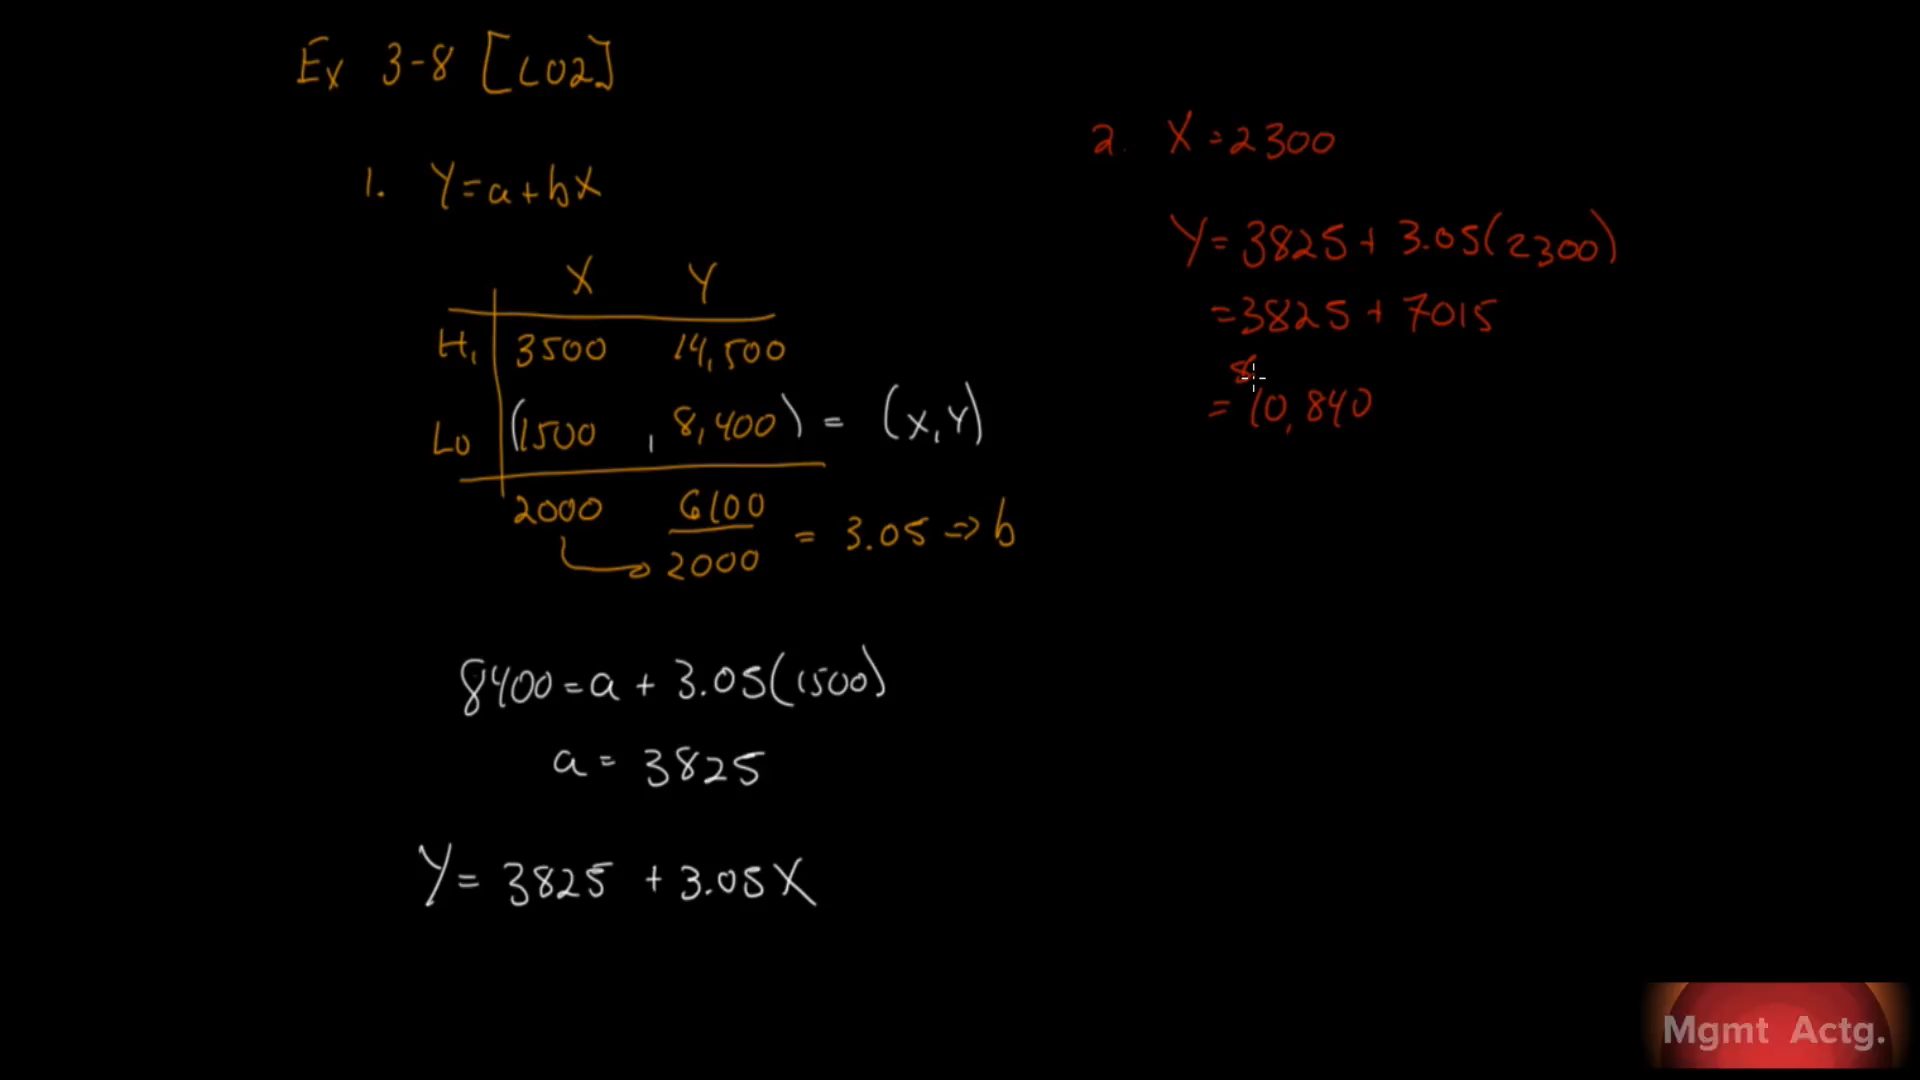 Ex 3-8 [LO2]
1. Y=a+bX
X Y
Hi 3500 14,500
Lo (1500 , 8,400) = (X,Y)
2000 6100
2000 = 3.05 => b
8400=a + 3.05(1500)
a= 3825
Y= 3825 + 3.05X
2. X=2300
Y= 3825+ 3.05(2300)
=3825 + 7015
8
= 10,840
Mgmt Actg.